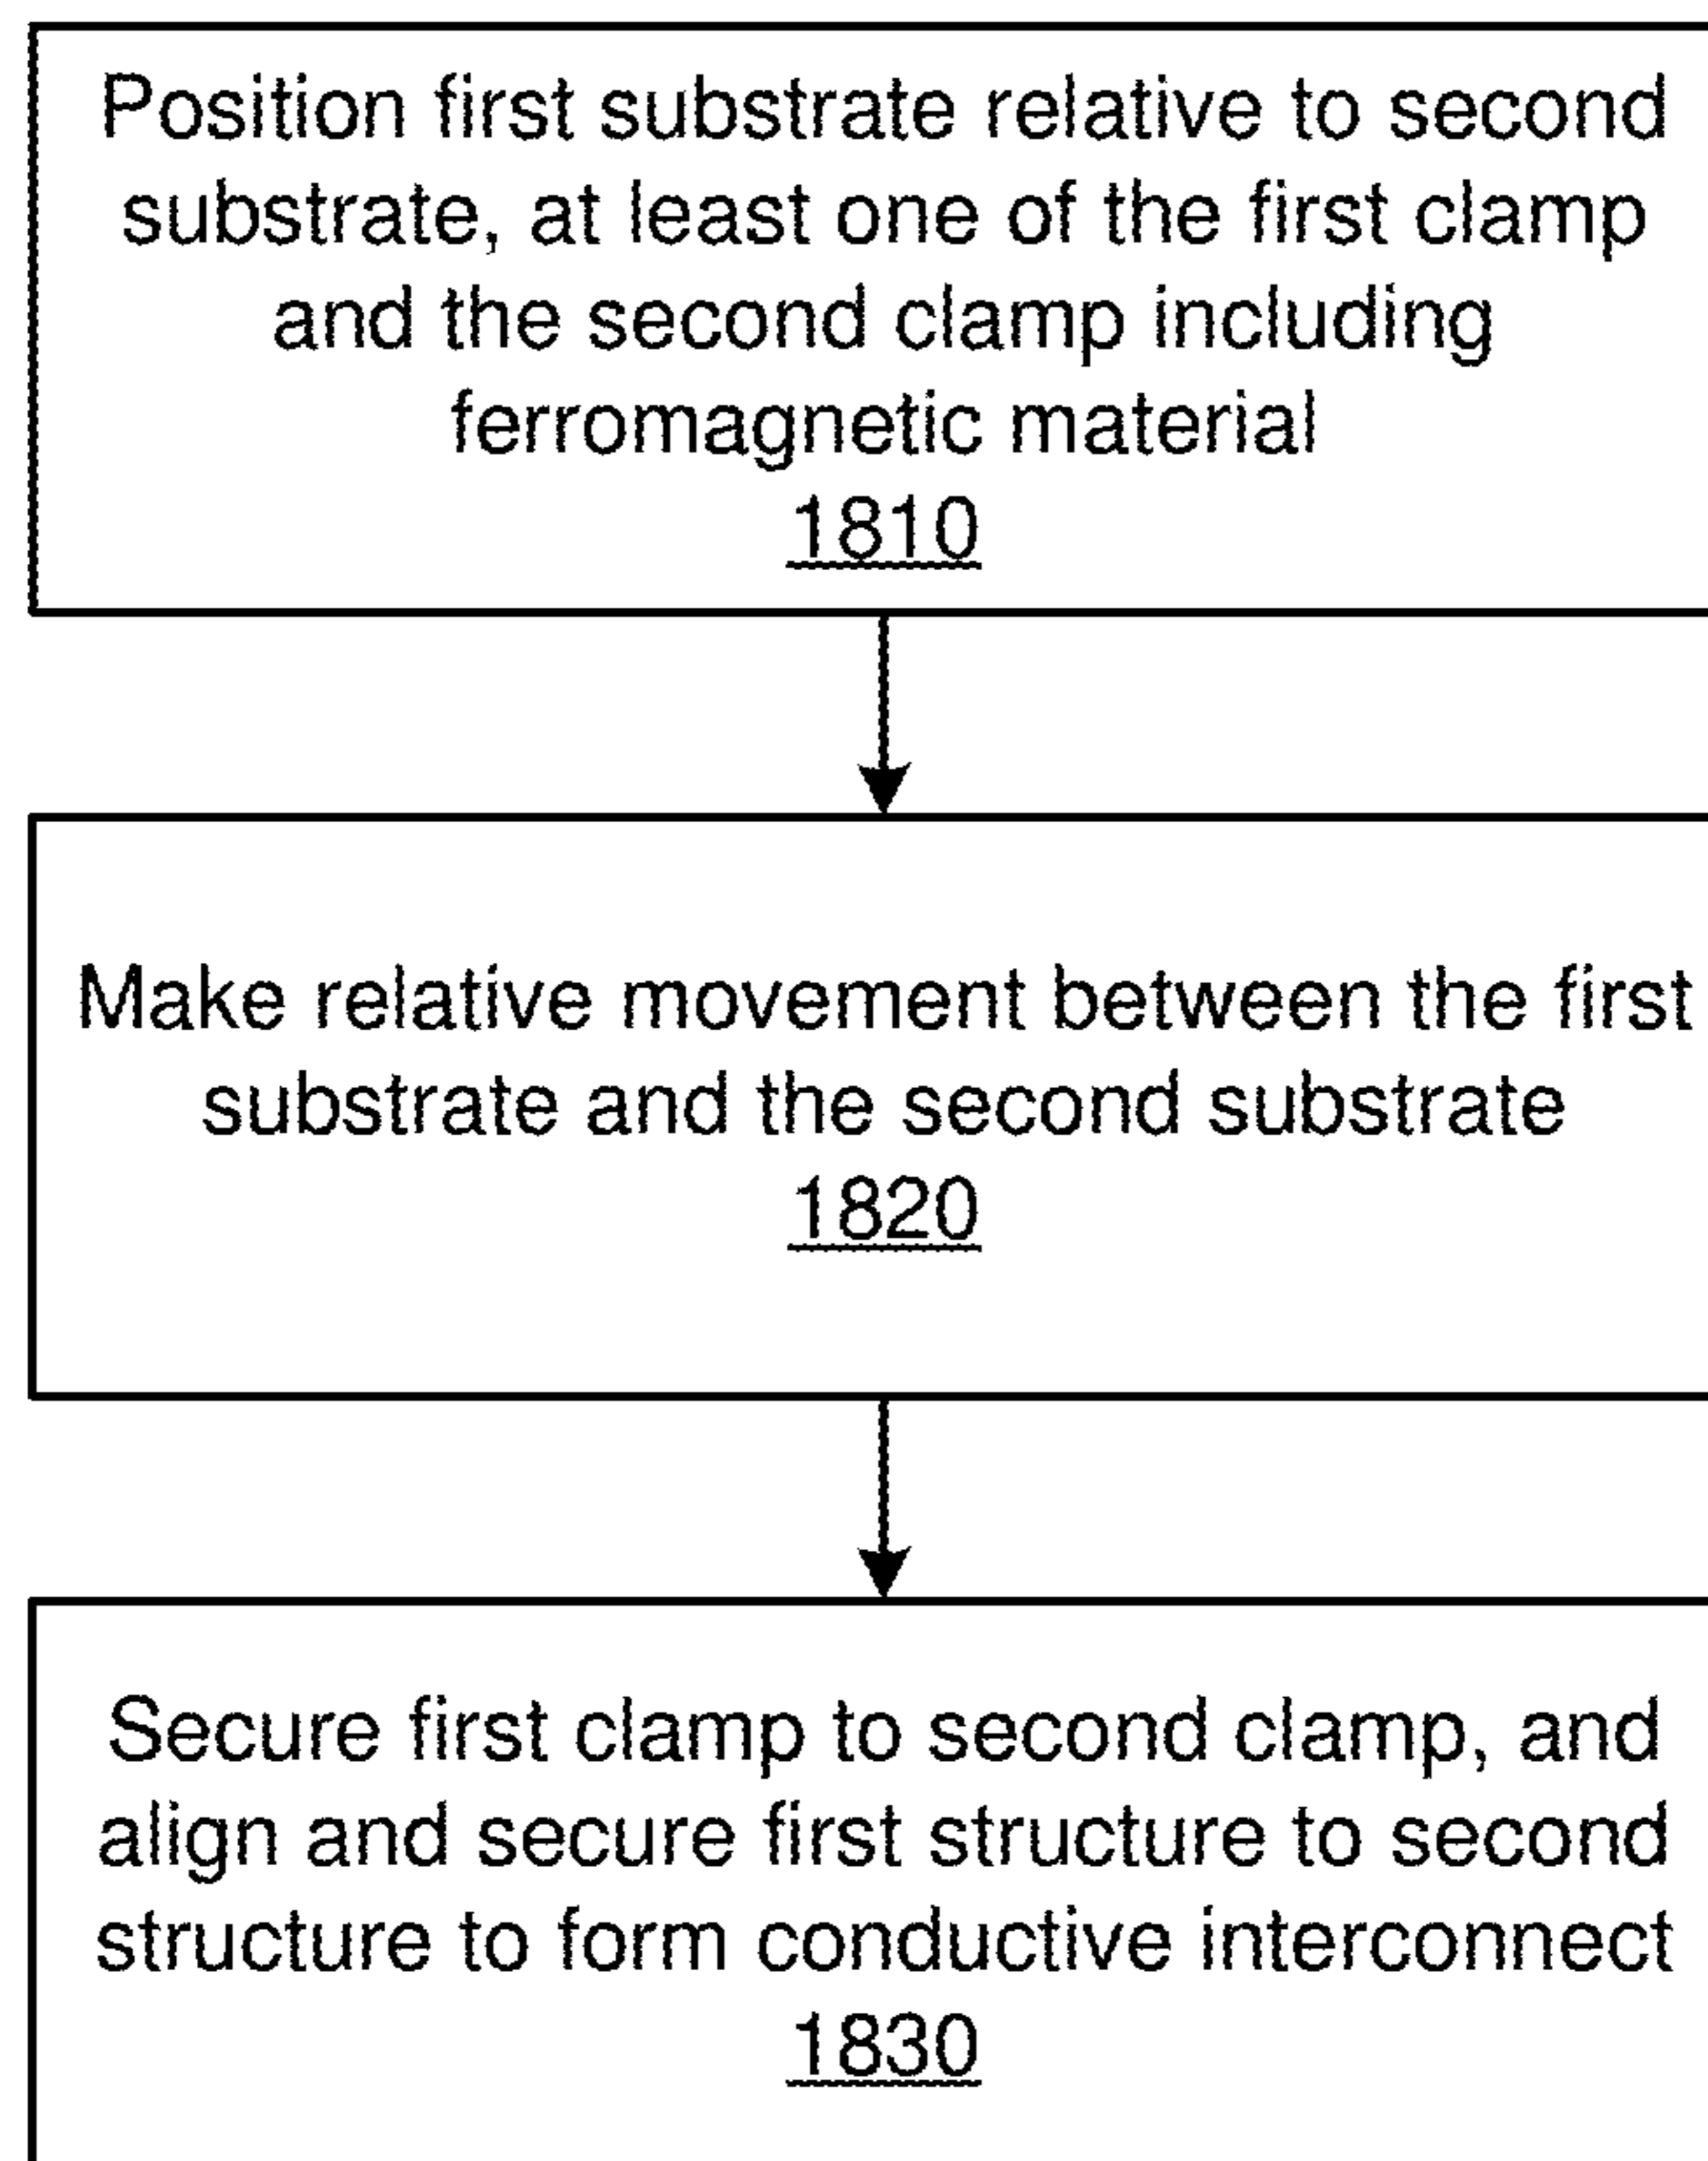 Position first substrate relative to second
substrate, at least one of the first clamp
and the second clamp including
ferromagnetic material
1810
Make relative movement between the first
substrate and the second substrate
1820
Secure first clamp to second clamp, and
align and secure first structure to second
structure to form conductive interconnect
1830